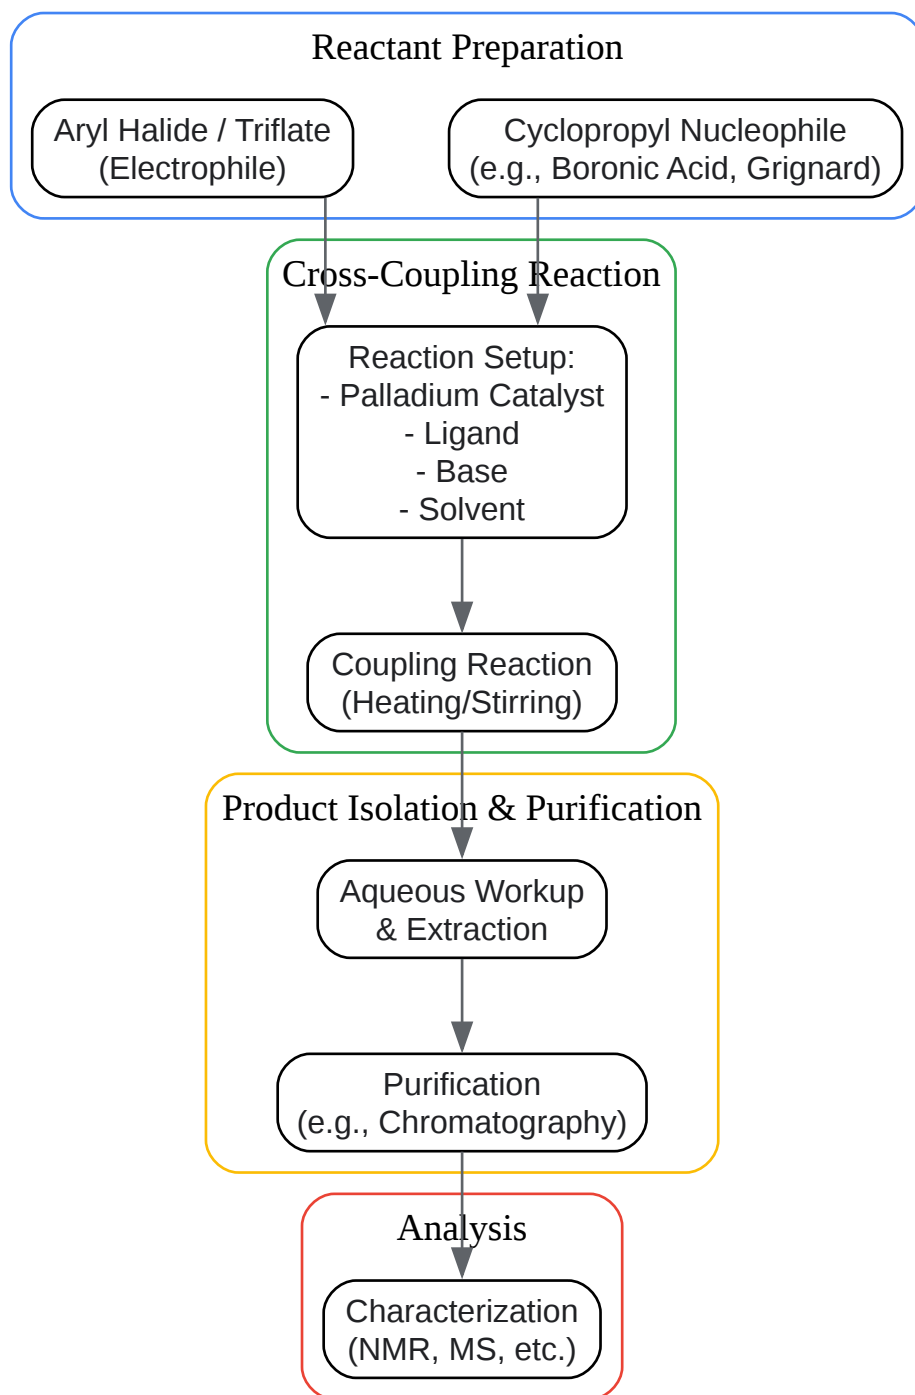 Reactant Preparation
Aryl Halide / Triflate
(Electrophile)
Cyclopropyl Nucleophile
(e.g., Boronic Acid, Grignard)
Cross-Coupling Reaction
Reaction Setup:
- Palladium Catalyst
- Ligand
- Base
- Solvent
Coupling Reaction
(Heating/Stirring)
Product Isolation & Purification
Aqueous Workup
& Extraction
Purification
(e.g., Chromatography)
Analysis
Characterization
(NMR, MS, etc.)